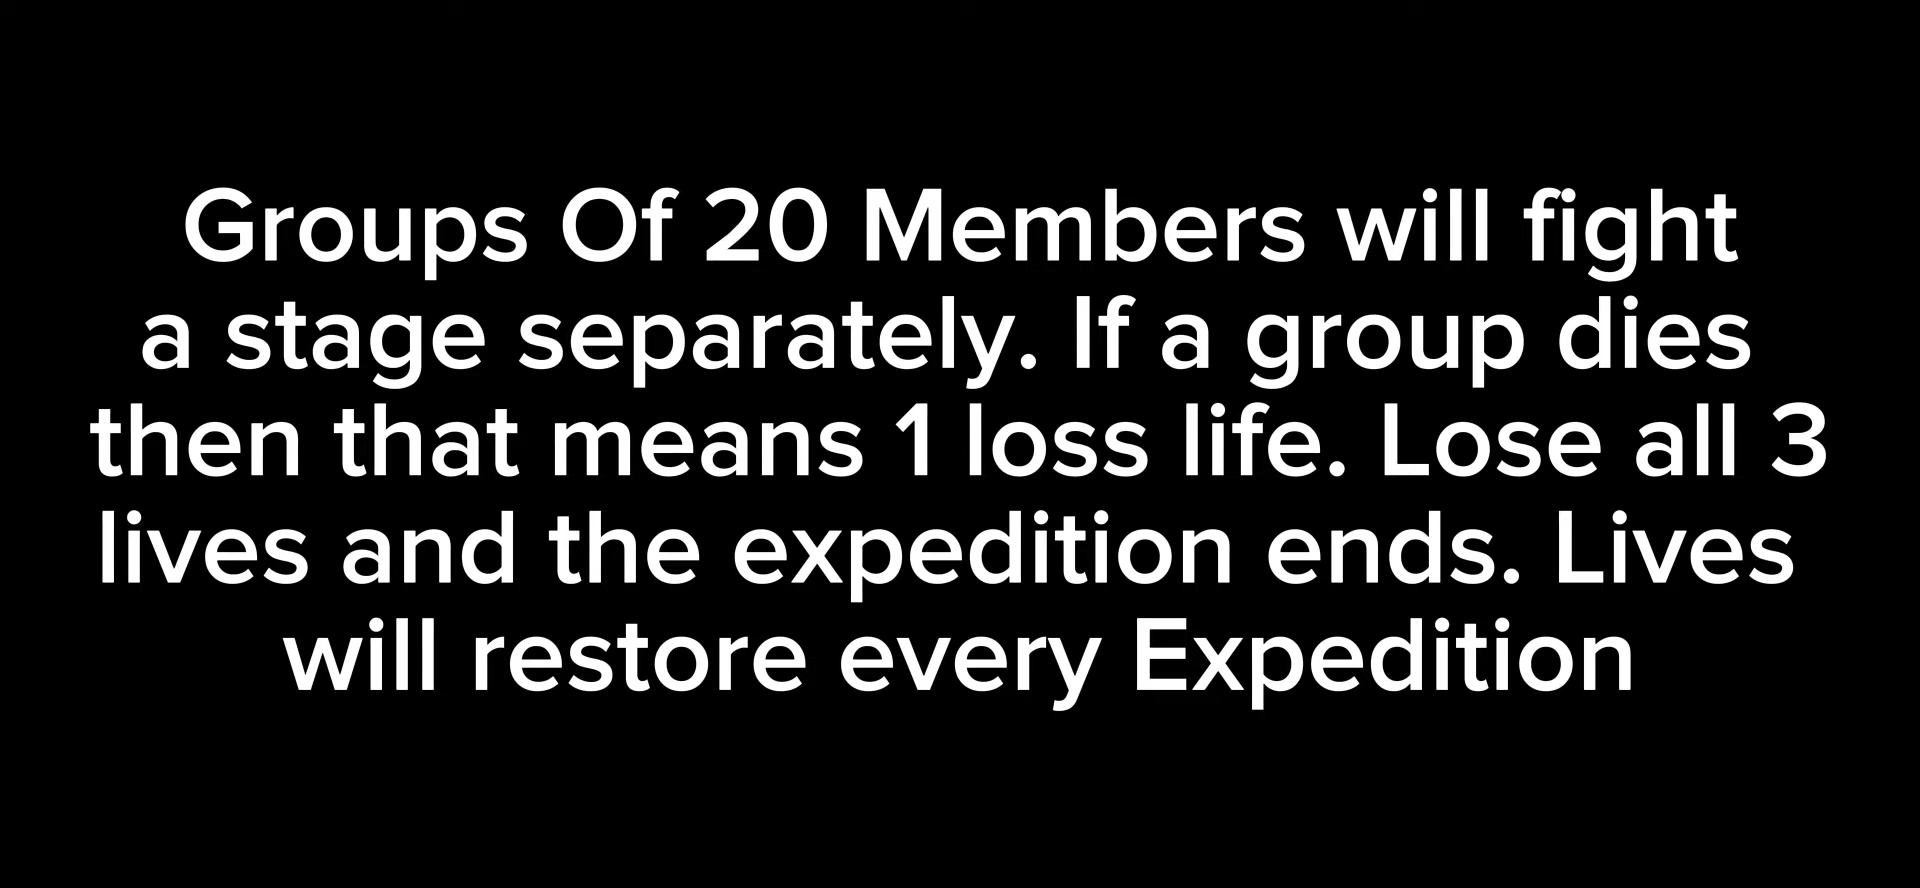 Groups Of 20 Members will fight
a stage separately. If a group dies
then that means 1 loss life. Lose all 3
lives and the expedition ends. Lives
will restore every Expedition